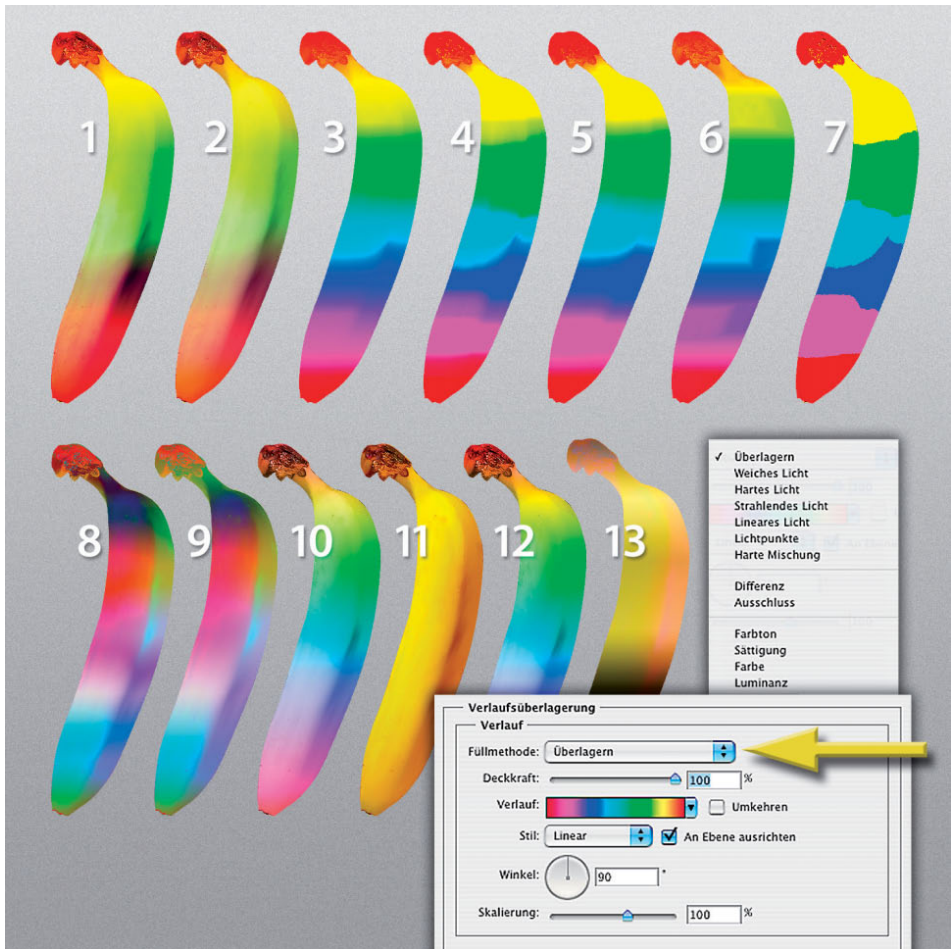 1 2 3 4 5 6 7
8 9 10 11 12 13
✓ Überlagern
Weiches Licht
Hartes Licht
Strahlendes Licht
Lineares Licht
Lichtpunkte
Harte Mischung
Differenz
Ausschluss
Farbton
Sättigung
Farbe
Luminanz
Verlaufsüberlagerung
Verlauf
Füllmethode: Überlagern
Deckkraft: 100 %
Verlauf: Umkehren
Stil: Linear An Ebene ausrichten
Winkel: 90 °
Skalierung: 100 %